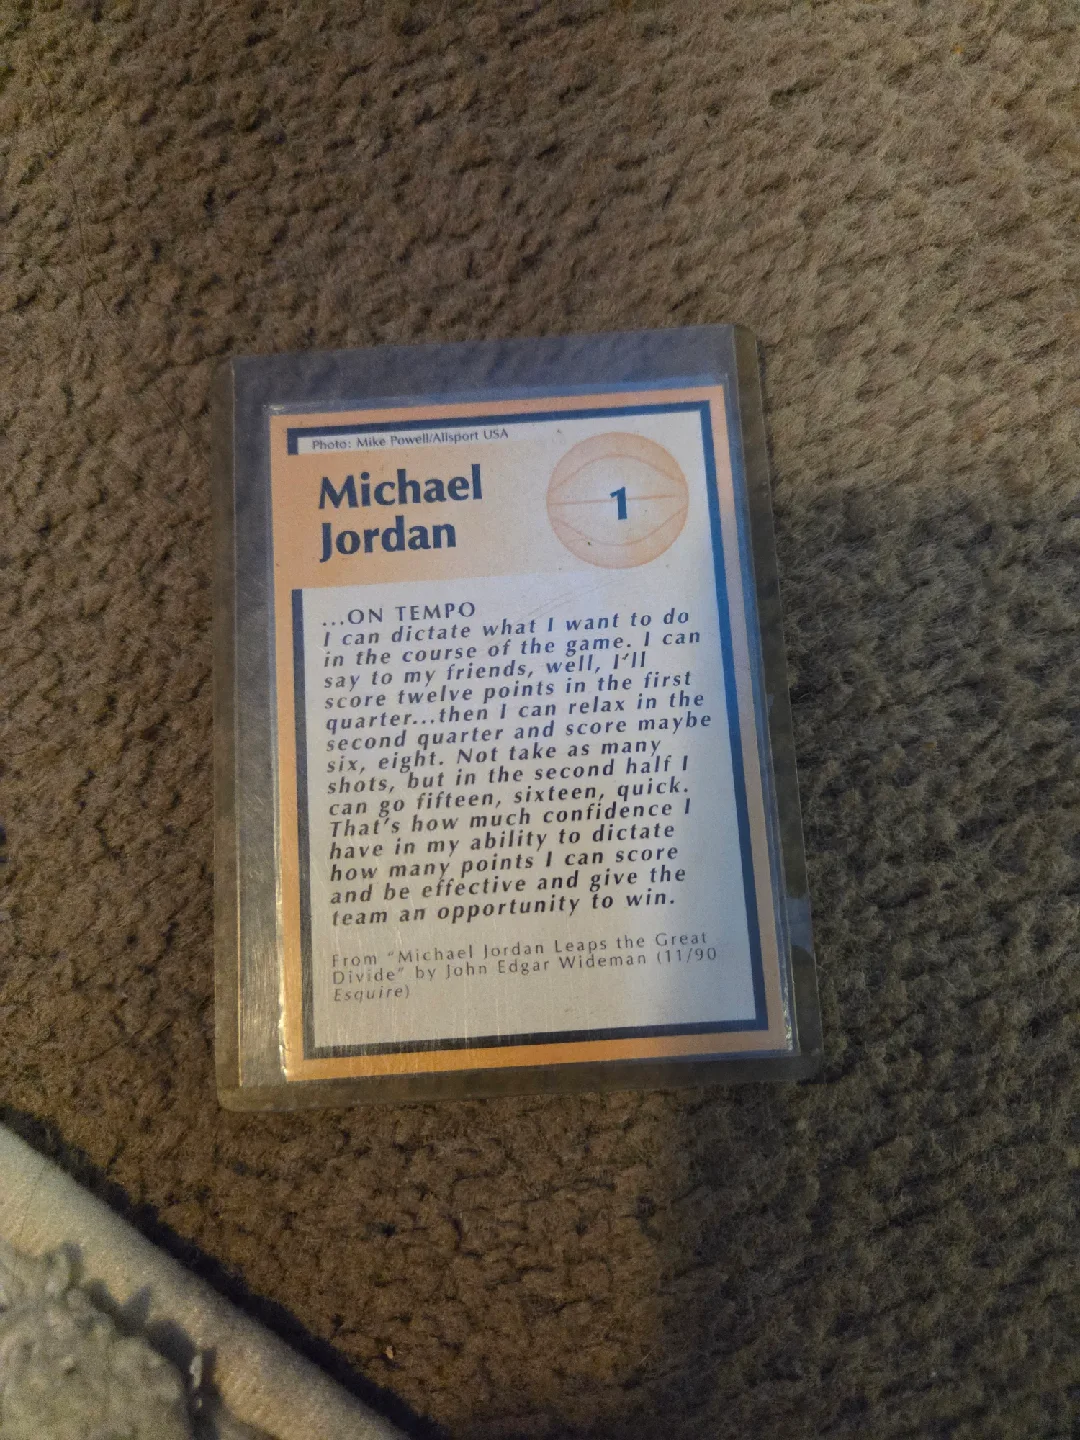 Photo: Mike Powell/Allsport USA
Michael
Jordan
1
...ON TEMPO
I can dictate what I want to do
in the course of the game. I can
say to my friends, well, I'll
score twelve points in the first
quarter...then I can relax in the
second quarter and score maybe
six, eight. Not take as many
shots, but in the second half I
can go fifteen, sixteen, quick.
That's how much confidence I
have in my ability to dictate
how many points I can score
and be effective and give the
team an opportunity to win.
From "Michael Jordan Leaps the Great
Divide" by John Edgar Wideman (11/90
Esquire)